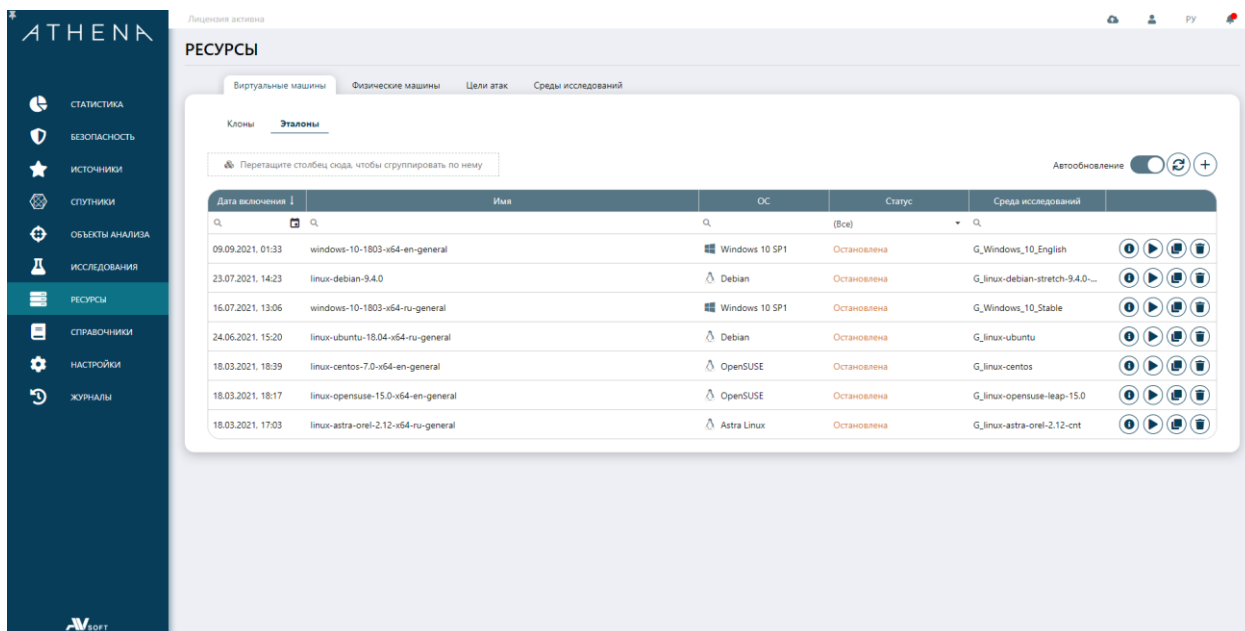 ATHENA
Лицензия активна
РУ
РЕСУРСЫ
Виртуальные машины Физические машины Цели атак Среды исследований
Клоны Эталоны
Перетащите столбец сюда, чтобы сгруппировать по нему
Автообновление
СТАТИСТИКА
БЕЗОПАСНОСТЬ
ИСТОЧНИКИ
СПУТНИКИ
ОБЪЕКТЫ АНАЛИЗА
ИССЛЕДОВАНИЯ
РЕСУРСЫ
СПРАВОЧНИКИ
НАСТРОЙКИ
ЖУРНАЛЫ
Дата включения ↓ Имя ОС Статус Среда исследований
(Все)
09.09.2021, 01:33 windows-10-1803-x64-en-general Windows 10 SP1 Остановлена G_Windows_10_English
23.07.2021, 14:23 linux-debian-9.4.0 Debian Остановлена G_linux-debian-stretch-9.4.0-...
16.07.2021, 13:06 windows-10-1803-x64-ru-general Windows 10 SP1 Остановлена G_Windows_10_Stable
24.06.2021, 15:20 linux-ubuntu-18.04-x64-ru-general Debian Остановлена G_linux-ubuntu
18.03.2021, 18:39 linux-centos-7.0-x64-en-general OpenSUSE Остановлена G_linux-centos
18.03.2021, 18:17 linux-opensuse-15.0-x64-en-general OpenSUSE Остановлена G_linux-opensuse-leap-15.0
18.03.2021, 17:03 linux-astra-orel-2.12-x64-ru-general Astra Linux Остановлена G_linux-astra-orel-2.12-cnt
AVSOFT